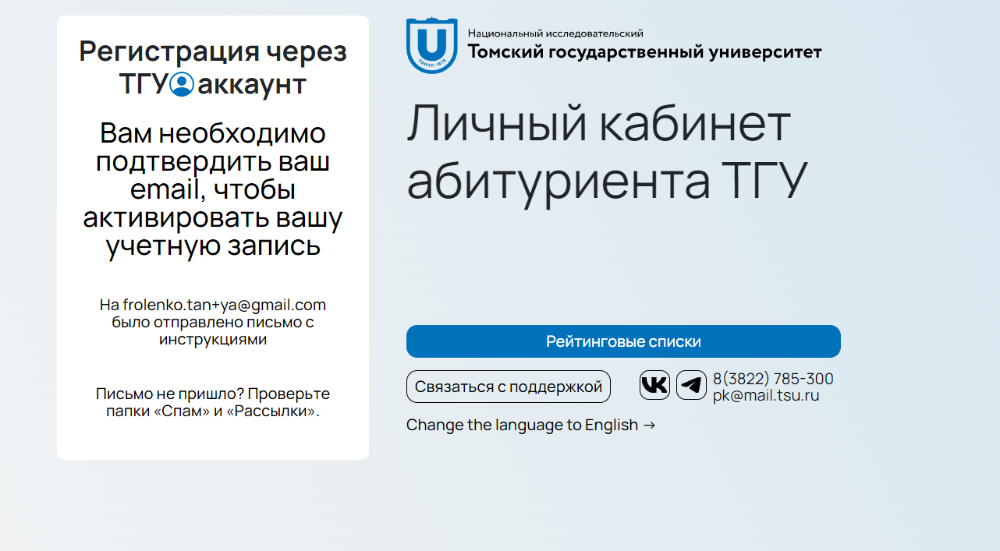 Регистрация через
ТГУ аккаунт
Вам необходимо
подтвердить ваш
email, чтобы
активировать вашу
учетную запись
На frolenko.tan+ya@gmail.com
было отправлено письмо с
инструкциями
Письмо не пришло? Проверьте
папки «Спам» и «Рассылки».
U
ТОМСК·1878
Национальный исследовательский
Томский государственный университет
Личный кабинет
абитуриента ТГУ
Рейтинговые списки
Связаться с поддержкой
8(3822) 785-300
pk@mail.tsu.ru
Change the language to English →